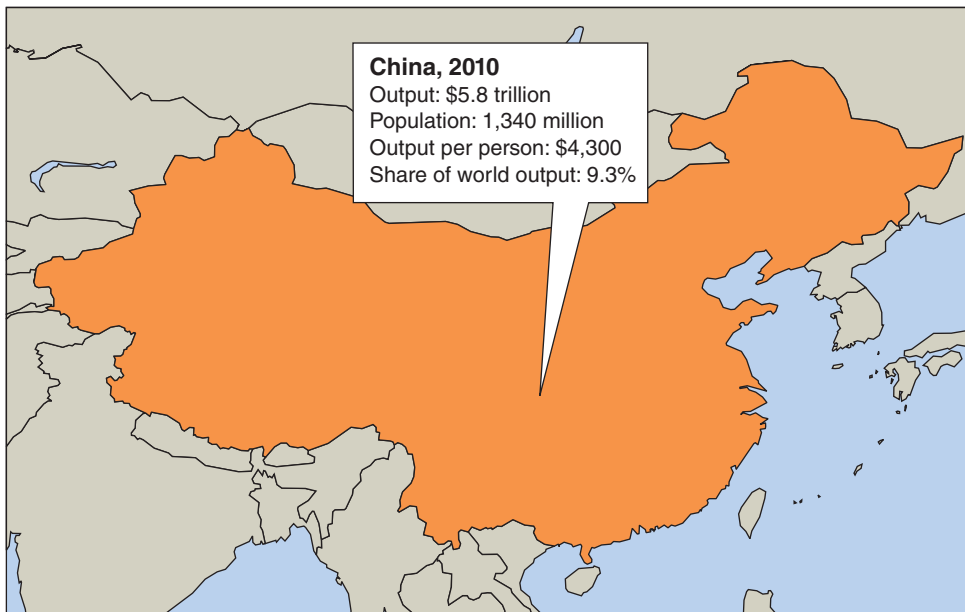 China, 2010
Output: $5.8 trillion
Population: 1,340 million
Output per person: $4,300
Share of world output: 9.3%